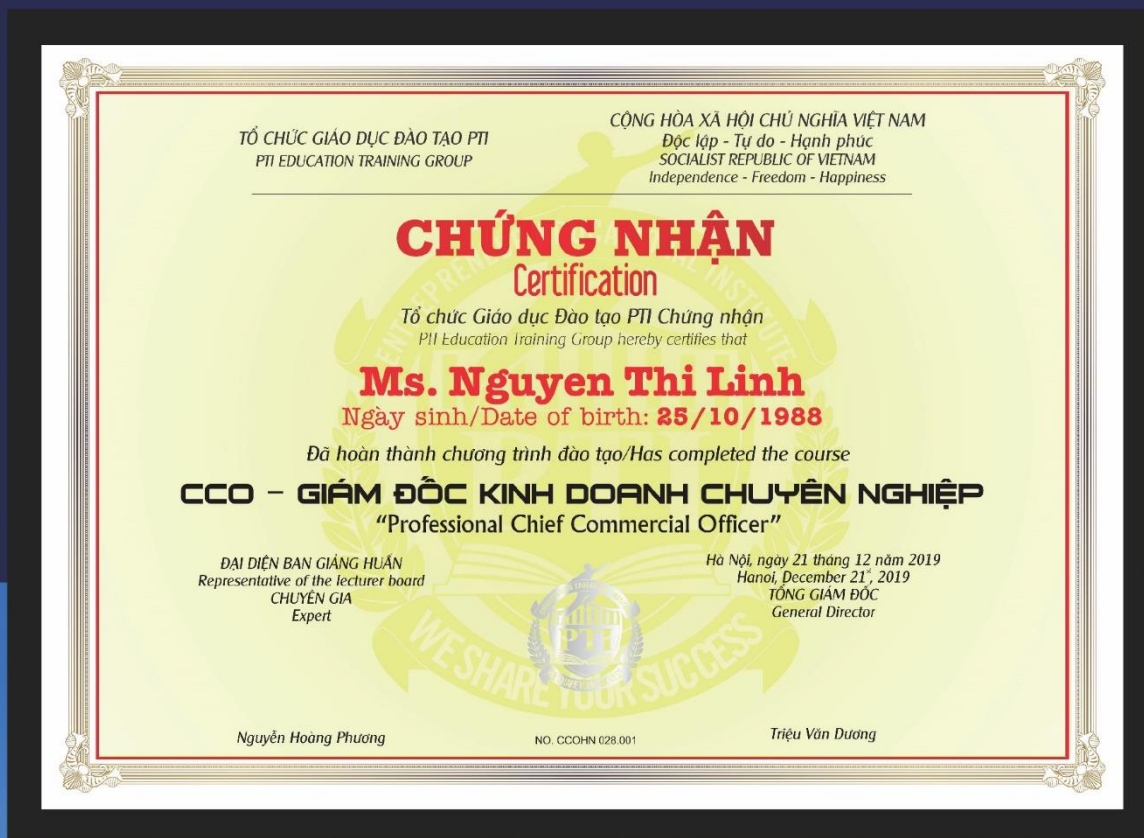 TỔ CHỨC GIÁO DỤC ĐÀO TẠO PTI
PTI EDUCATION TRAINING GROUP
CỘNG HÒA XÃ HỘI CHỦ NGHĨA VIỆT NAM
Độc lập - Tự do - Hạnh phúc
SOCIALIST REPUBLIC OF VIETNAM
Independence - Freedom - Happiness
CHỨNG NHẬN
Certification
Tổ chức Giáo dục Đào tạo PTI Chứng nhận
PTI Education Training Group hereby certifies that
Ms. Nguyen Thi Linh
Ngày sinh/Date of birth: 25/10/1988
Đã hoàn thành chương trình đào tạo/Has completed the course
CCO - GIÁM ĐỐC KINH DOANH CHUYÊN NGHIỆP
"Professional Chief Commercial Officer"
ĐẠI DIỆN BAN GIẢNG HUẤN
Representative of the lecturer board
CHUYÊN GIA
Expert
Hà Nội, ngày 21 tháng 12 năm 2019
Hanoi, December 21st, 2019
TỔNG GIÁM ĐỐC
General Director
PTI
WE SHARE YOUR SUCCESS
Nguyễn Hoàng Phương
NO. CCOHN 028.001
Triệu Văn Dương